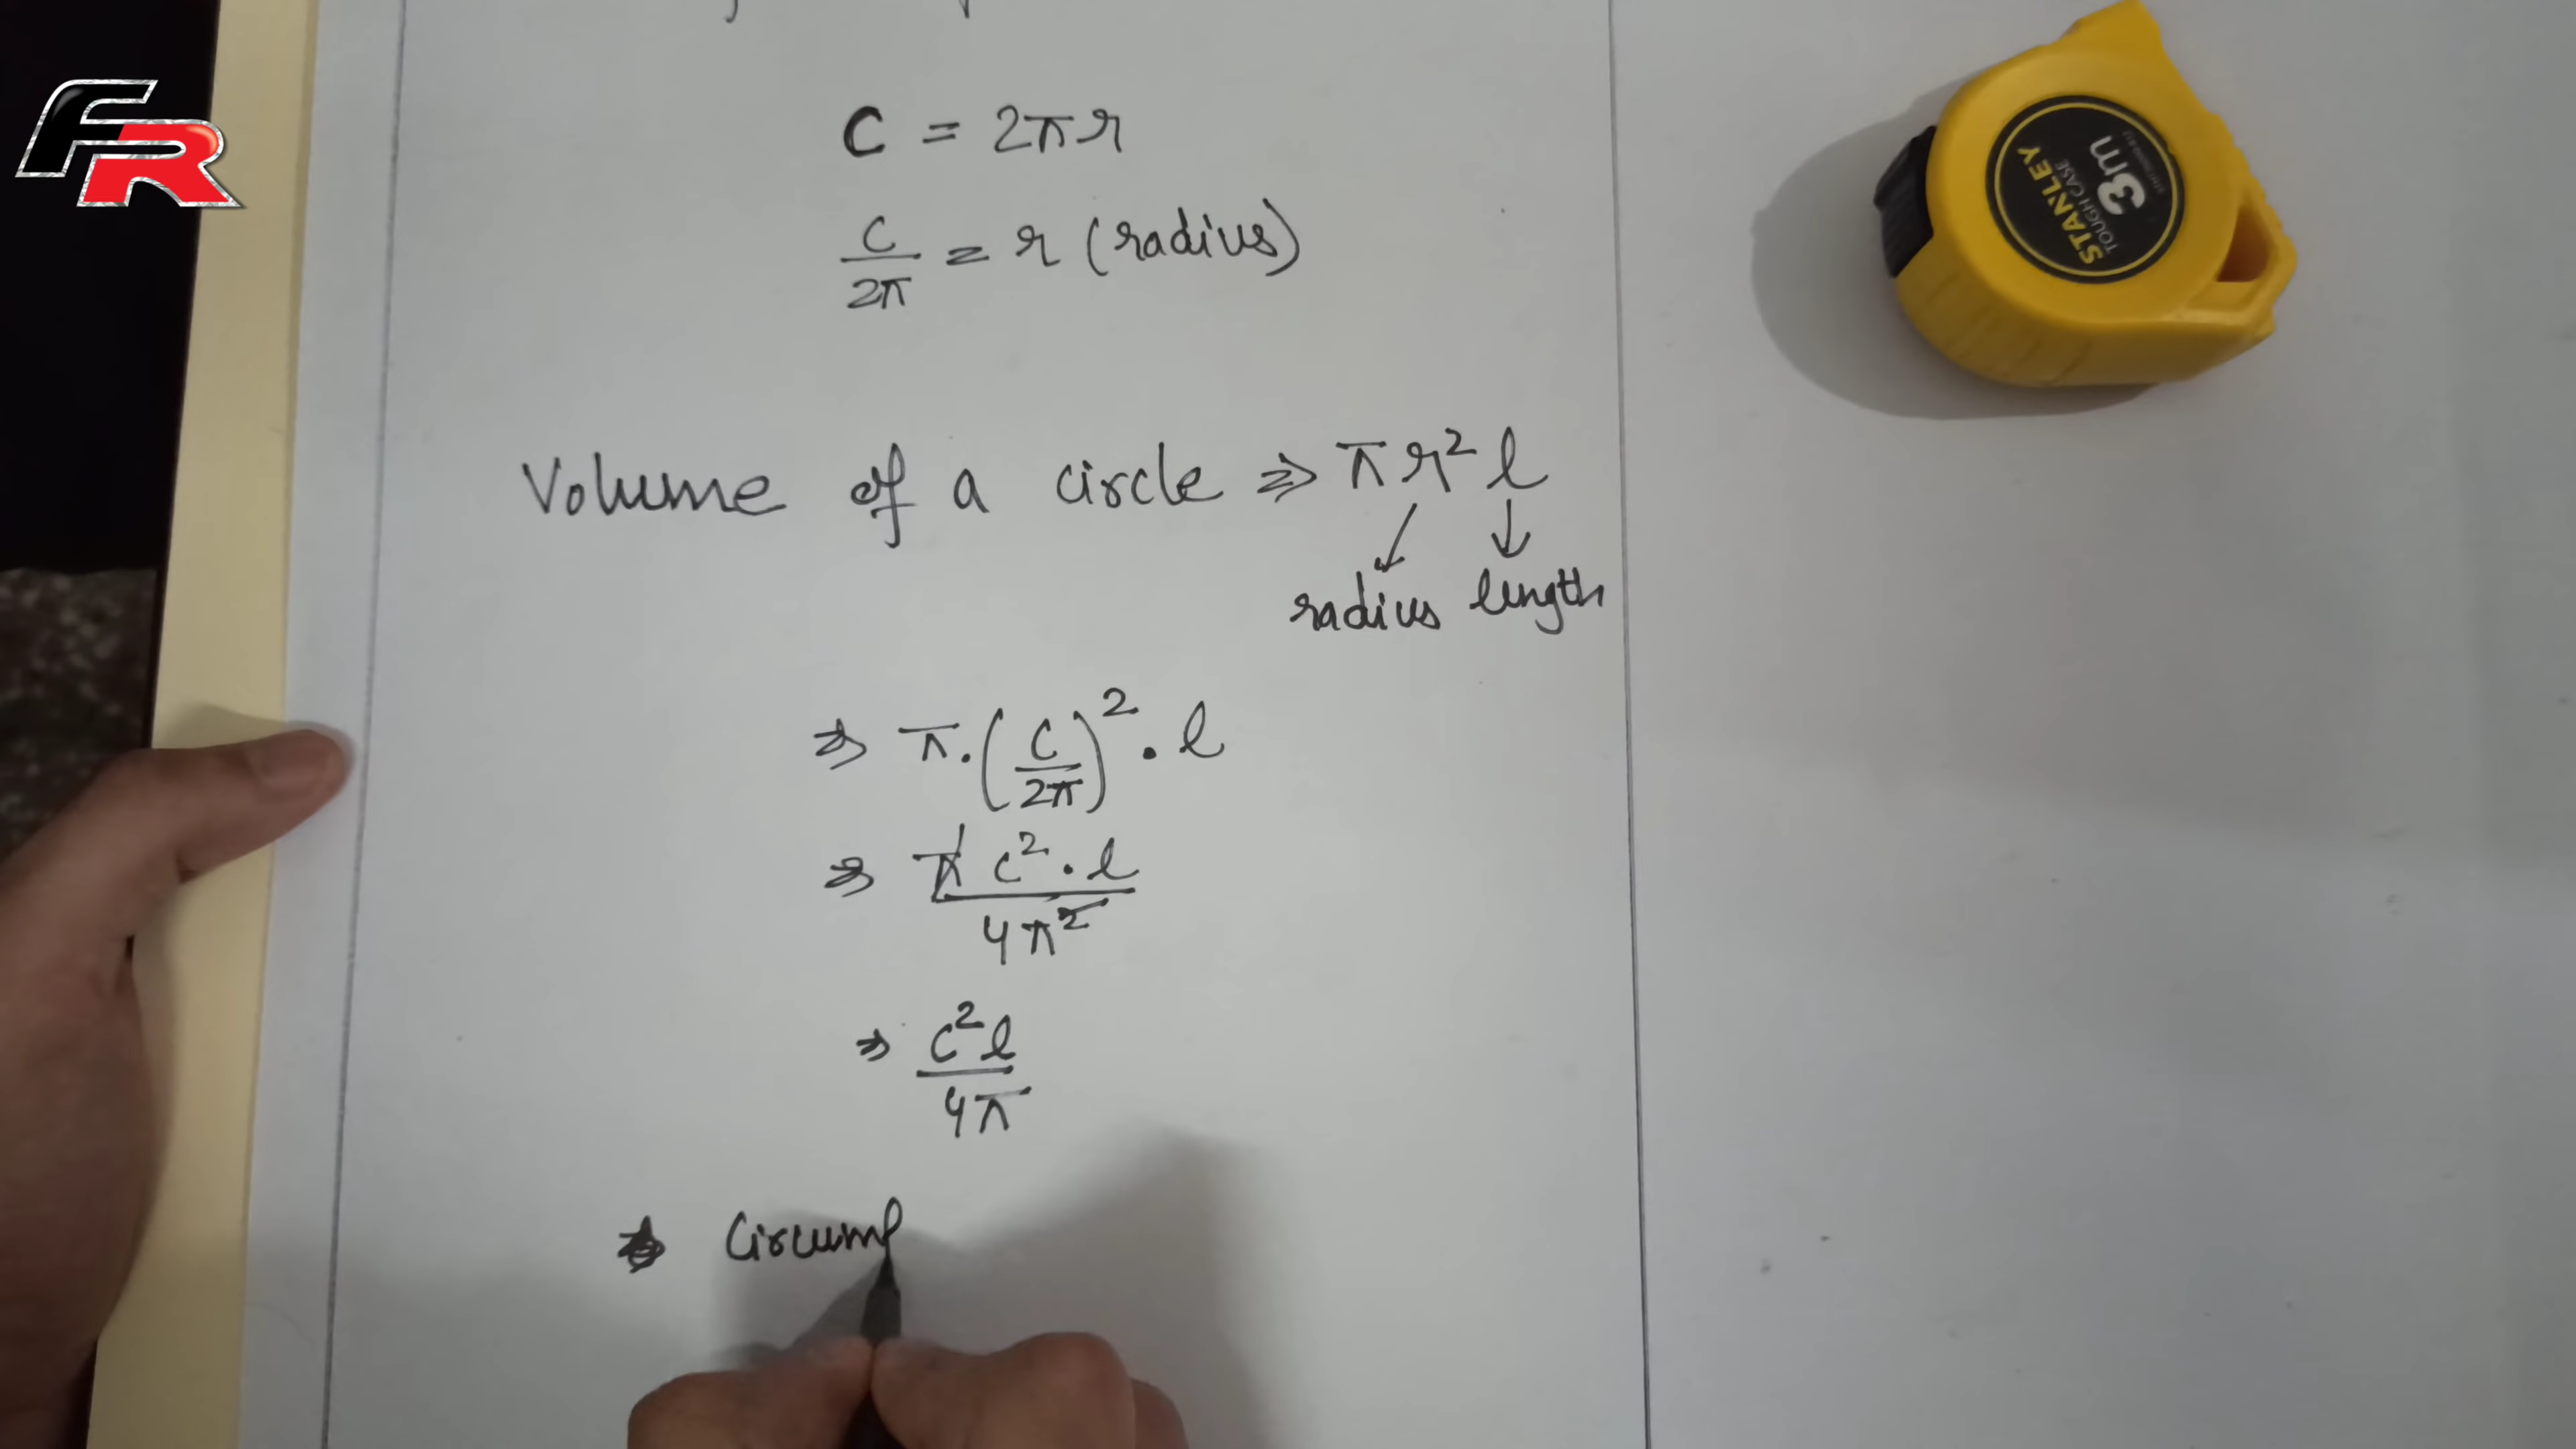 FR
C = 2πr
C/2π = r (radius)
Volume of a circle ⇒ πr²l
radius length
⇒ π.(C/2π)².l
⇒ πC².l/4π²
⇒ C²l/4π
Circumf
STANLEY
TOUGH CASE
3m